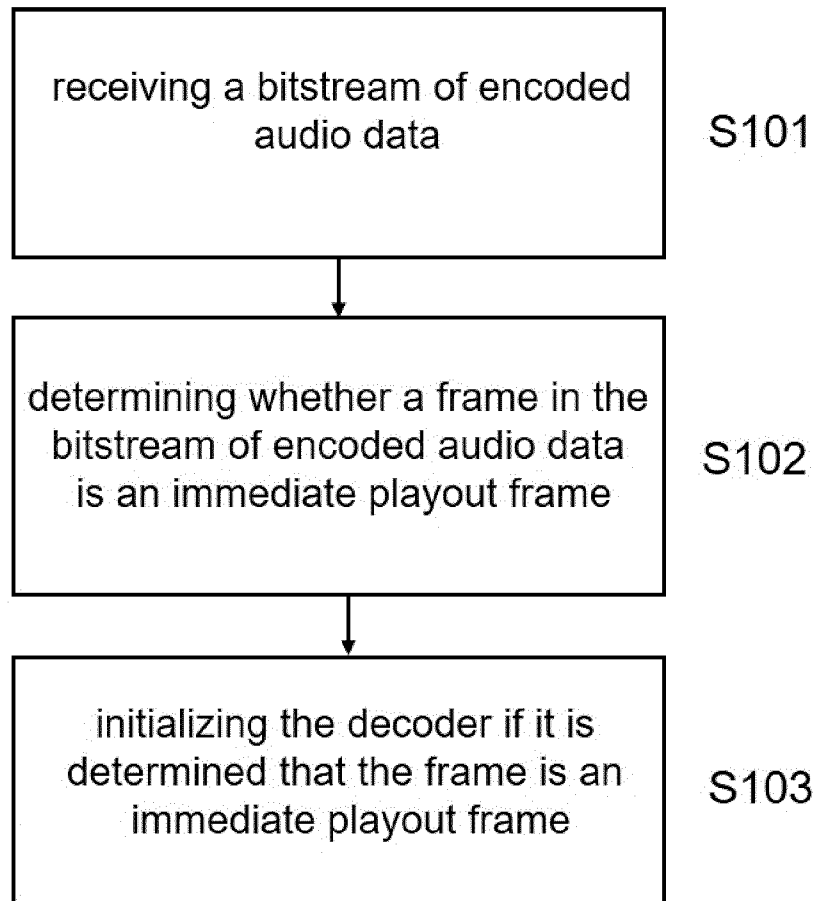 receiving a bitstream of encoded
audio data
S101
determining whether a frame in the
bitstream of encoded audio data
is an immediate playout frame
S102
initializing the decoder if it is
determined that the frame is an
immediate playout frame
S103